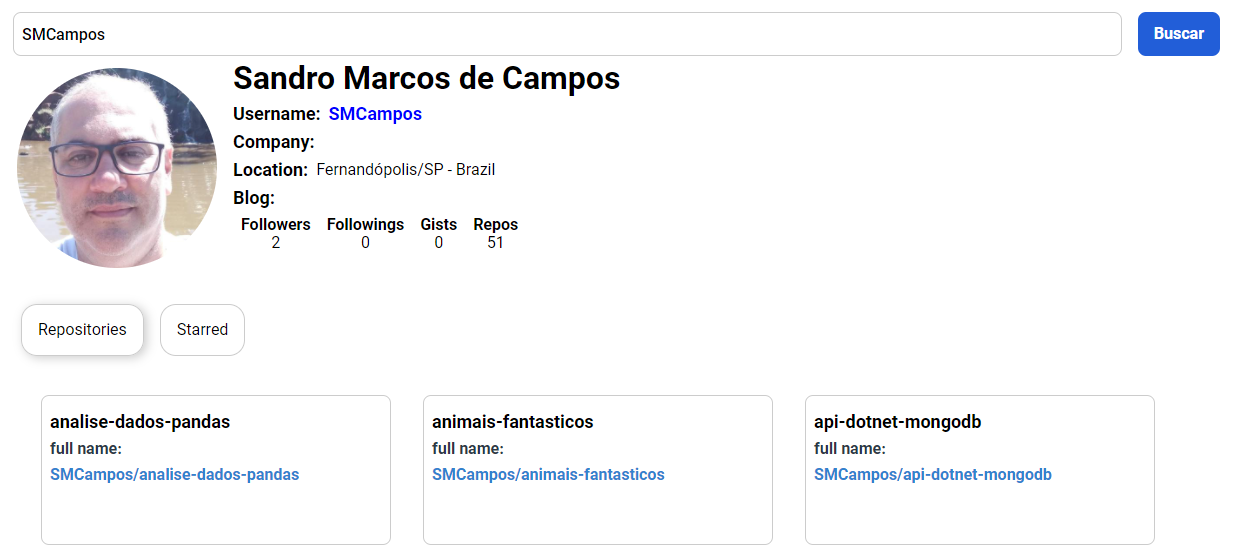 SMCampos Buscar
Sandro Marcos de Campos
Username: SMCampos
Company:
Location: Fernandópolis/SP - Brazil
Blog:
Followers Followings Gists Repos
2 0 0 51
Repositories Starred
analise-dados-pandas
full name:
SMCampos/analise-dados-pandas
animais-fantasticos
full name:
SMCampos/animais-fantasticos
api-dotnet-mongodb
full name:
SMCampos/api-dotnet-mongodb